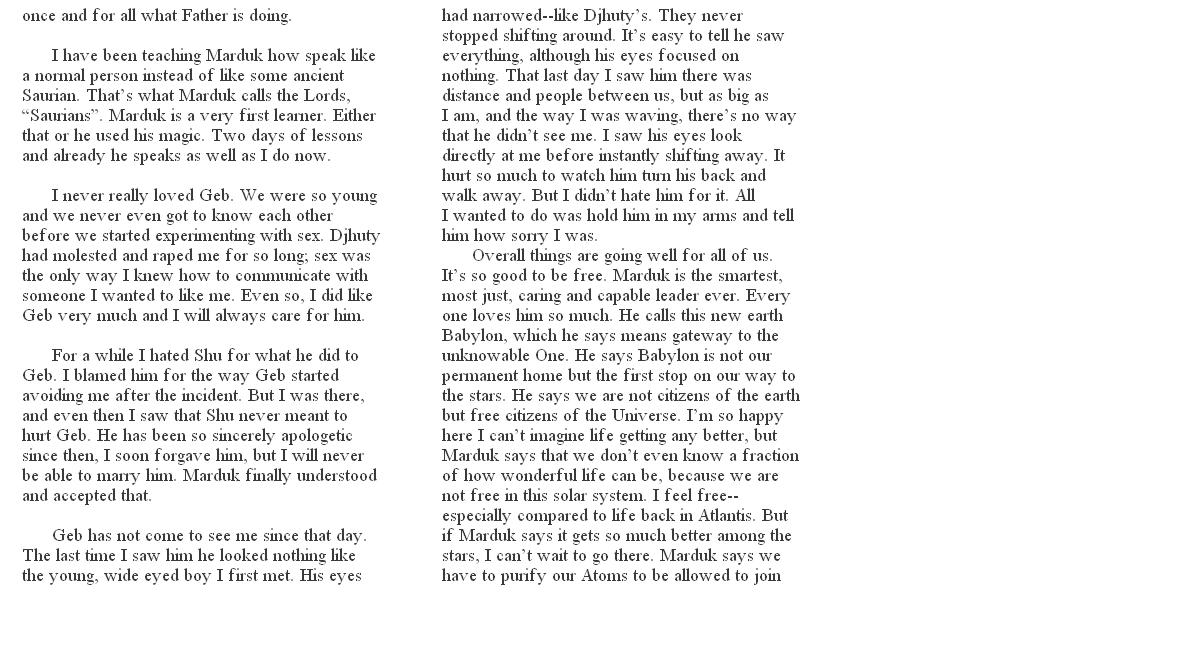 once and for all what Father is doing.
I have been teaching Marduk how speak like
a normal person instead of like some ancient
Saurian. That's what Marduk calls the Lords,
“Saurians”. Marduk is a very first learner. Either
that or he used his magic. Two days of lessons
and already he speaks as well as I do now.
I never really loved Geb. We were so young
and we never even got to know each other
before we started experimenting with sex. Djhuty
had molested and raped me for so long; sex was
the only way I knew how to communicate with
someone I wanted to like me. Even so, I did like
Geb very much and I will always care for him.
For a while I hated Shu for what he did to
Geb. I blamed him for the way Geb started
avoiding me after the incident. But I was there,
and even then I saw that Shu never meant to
hurt Geb. He has been so sincerely apologetic
since then, I soon forgave him, but I will never
be able to marry him. Marduk finally understood
and accepted that.
Geb has not come to see me since that day.
The last time I saw him he looked nothing like
the young, wide eyed boy I first met. His eyes
had narrowed--like Djhuty's. They never
stopped shifting around. It's easy to tell he saw
everything, although his eyes focused on
nothing. That last day I saw him there was
distance and people between us, but as big as
I am, and the way I was waving, there's no way
that he didn't see me. I saw his eyes look
directly at me before instantly shifting away. It
hurt so much to watch him turn his back and
walk away. But I didn't hate him for it. All
I wanted to do was hold him in my arms and tell
him how sorry I was.
Overall things are going well for all of us.
It's so good to be free. Marduk is the smartest,
most just, caring and capable leader ever. Every
one loves him so much. He calls this new earth
Babylon, which he says means gateway to the
unknowable One. He says Babylon is not our
permanent home but the first stop on our way to
the stars. He says we are not citizens of the earth
but free citizens of the Universe. I'm so happy
here I can't imagine life getting any better, but
Marduk says that we don't even know a fraction
of how wonderful life can be, because we are
not free in this solar system. I feel free--
especially compared to life back in Atlantis. But
if Marduk says it gets so much better among the
stars, I can't wait to go there. Marduk says we
have to purify our Atoms to be allowed to join